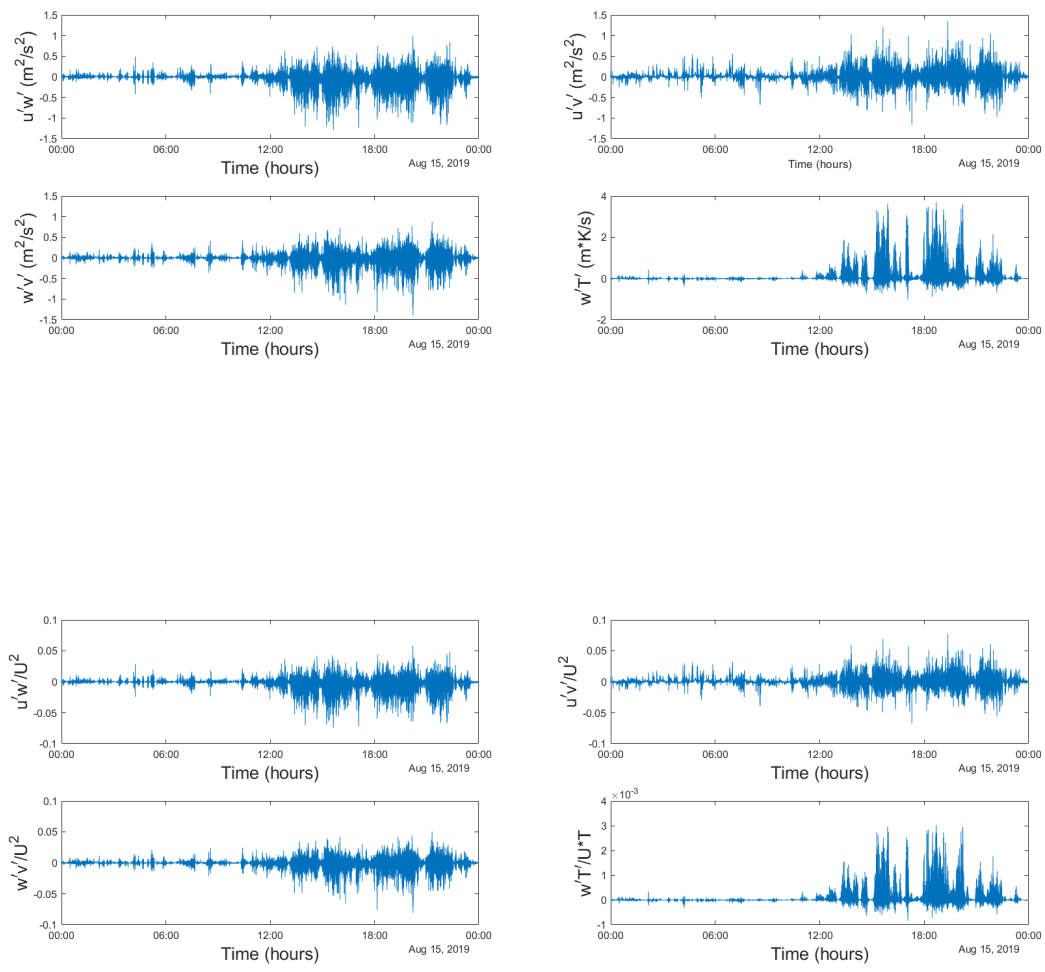 1.5
1
0.5
0
-0.5
-1
-1.5
u'w' (m²/s²)
00:00 06:00 12:00 18:00 00:00
Time (hours)
Aug 15, 2019
1.5
1
0.5
0
-0.5
-1
-1.5
u'v' (m²/s²)
00:00 06:00 12:00 18:00 00:00
Time (hours)
Aug 15, 2019
1.5
1
0.5
0
-0.5
-1
-1.5
w'v' (m²/s²)
00:00 06:00 12:00 18:00 00:00
Time (hours)
Aug 15, 2019
4
2
0
-2
w'T' (m*K/s)
00:00 06:00 12:00 18:00 00:00
Time (hours)
Aug 15, 2019
0.1
0.05
0
-0.05
-0.1
u'w'/U²
00:00 06:00 12:00 18:00 00:00
Time (hours)
Aug 15, 2019
0.1
0.05
0
-0.05
-0.1
u'v'/U²
00:00 06:00 12:00 18:00 00:00
Time (hours)
Aug 15, 2019
0.1
0.05
0
-0.05
-0.1
w'v'/U²
00:00 06:00 12:00 18:00 00:00
Time (hours)
Aug 15, 2019
×10⁻³
4
3
2
1
0
-1
w'T'/U*T
00:00 06:00 12:00 18:00 00:00
Time (hours)
Aug 15, 2019